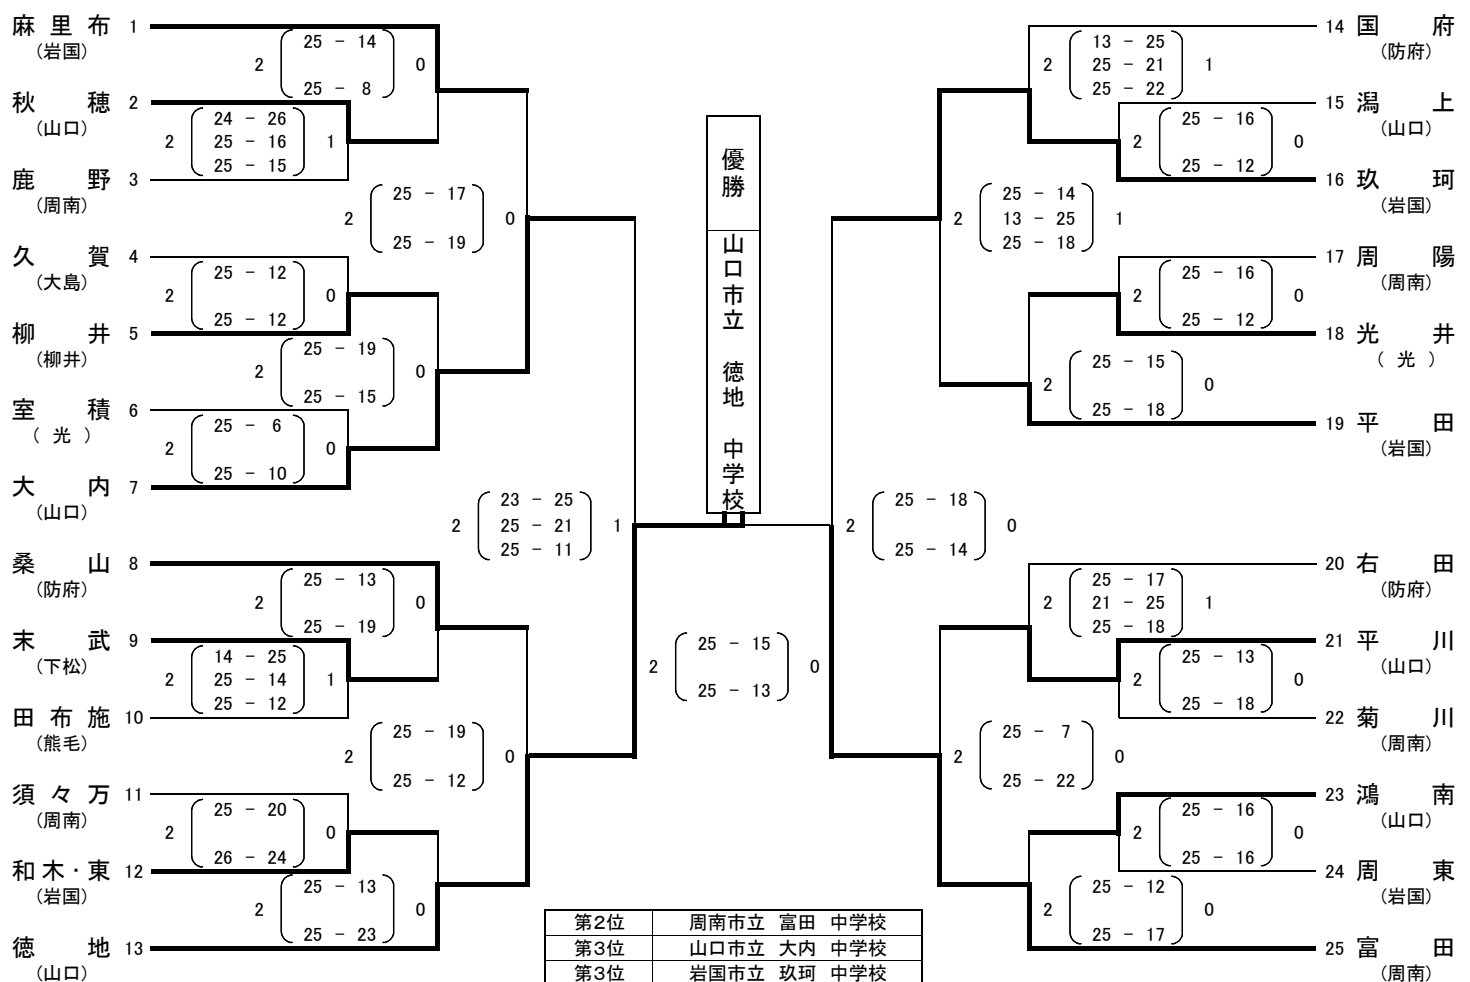 麻里布 1
（岩国）
2 25 - 14 0
25 - 8
秋穂 2
（山口）
2 24 - 26 1
25 - 16
25 - 15
鹿野 3
（周南）
2 25 - 17 0
25 - 19
久賀 4
（大島）
2 25 - 12 0
25 - 12
柳井 5
（柳井）
2 25 - 19 0
25 - 15
室積 6
（ 光 ）
2 25 - 6 0
25 - 10
大内 7
（山口）
2 23 - 25 1
25 - 21
25 - 11
桑山 8
（防府）
2 25 - 13 0
25 - 19
末武 9
（下松）
2 14 - 25 1
25 - 14
25 - 12
田布施 10
（熊毛）
2 25 - 19 0
25 - 12
須々万 11
（周南）
2 25 - 20 0
26 - 24
和木・東 12
（岩国）
2 25 - 13 0
25 - 23
徳地 13
（山口）
優勝
山口市立 徳地 中学校
2 25 - 15 0
25 - 13
第2位 周南市立 富田 中学校
第3位 山口市立 大内 中学校
第3位 岩国市立 玖珂 中学校
14 国府
（防府）
2 13 - 25 1
25 - 21
25 - 22
15 潟上
（山口）
2 25 - 16 0
25 - 12
16 玖珂
（岩国）
2 25 - 14 1
13 - 25
25 - 18
17 周陽
（周南）
2 25 - 16 0
25 - 12
18 光井
（ 光 ）
2 25 - 15 0
25 - 18
19 平田
（岩国）
2 25 - 18 0
25 - 14
20 右田
（防府）
2 25 - 17 1
21 - 25
25 - 18
21 平川
（山口）
2 25 - 13 0
25 - 18
22 菊川
（周南）
2 25 - 7 0
25 - 22
23 鴻南
（山口）
2 25 - 16 0
25 - 16
24 周東
（岩国）
2 25 - 12 0
25 - 17
25 富田
（周南）